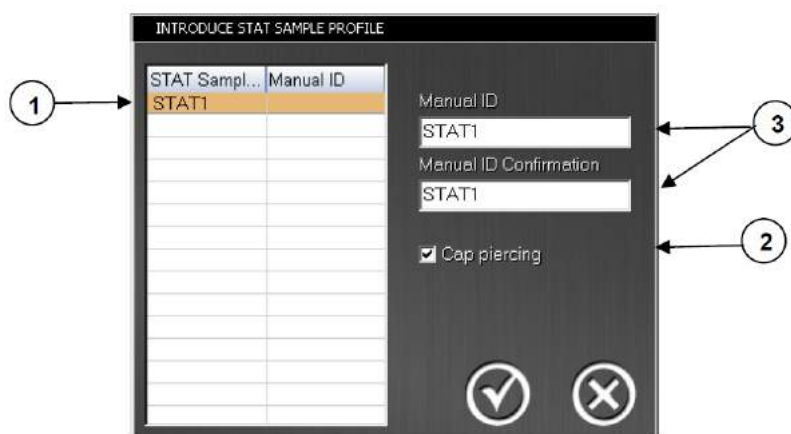 INTRODUCE STAT SAMPLE PROFILE
STAT Sampl... Manual ID
STAT1
1
Manual ID
STAT1
3
Manual ID Confirmation
STAT1
2
Cap piercing